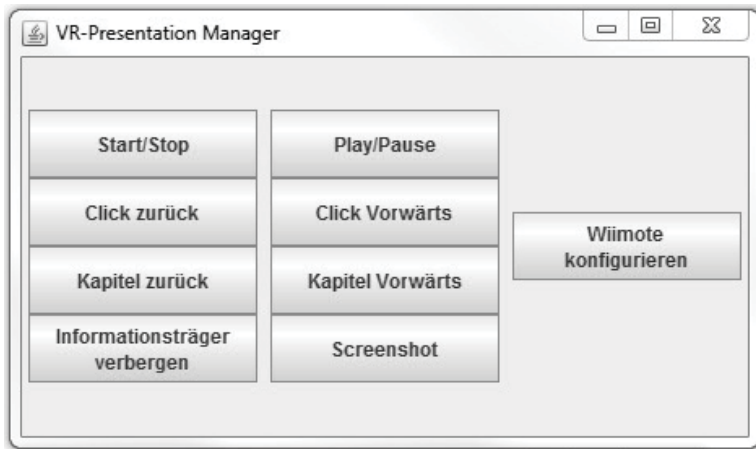 VR-Presentation Manager
Start/Stop
Play/Pause
Click zurück
Click Vorwärts
Wiimote
konfigurieren
Kapitel zurück
Kapitel Vorwärts
Informationsträger
verbergen
Screenshot